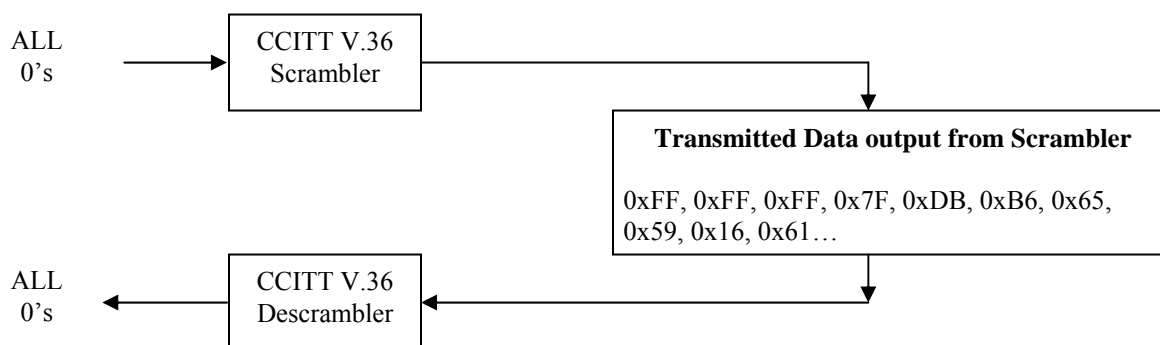 ALL
0's
CCITT V.36
Scrambler
Transmitted Data output from Scrambler
0xFF, 0xFF, 0xFF, 0x7F, 0xDB, 0xB6, 0x65,
0x59, 0x16, 0x61…
ALL
0's
CCITT V.36
Descrambler